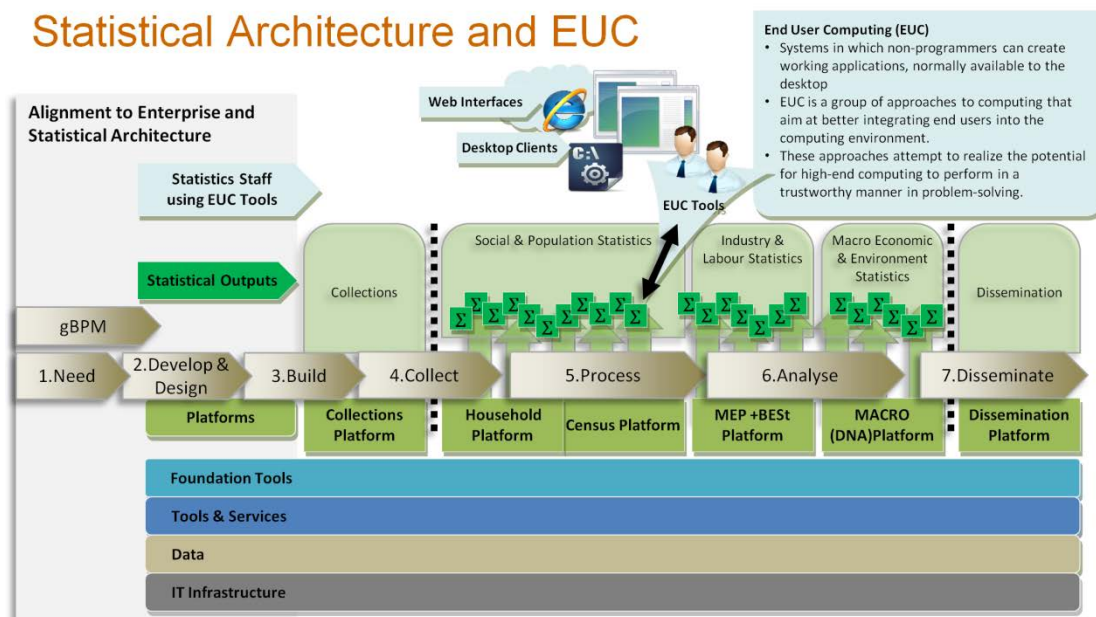 Statistical Architecture and EUC
End User Computing (EUC)
• Systems in which non-programmers can create
working applications, normally available to the
desktop
• EUC is a group of approaches to computing that
aim at better integrating end users into the
computing environment.
• These approaches attempt to realize the potential
for high-end computing to perform in a
trustworthy manner in problem-solving.
Alignment to Enterprise and
Statistical Architecture
Web Interfaces
Desktop Clients
C:\
EUC Tools
Statistics Staff
using EUC Tools
Statistical Outputs
Collections
Social & Population Statistics
Industry &
Labour Statistics
Macro Economic
& Environment
Statistics
Dissemination
Σ Σ Σ Σ Σ Σ Σ Σ Σ Σ Σ
Σ Σ Σ Σ Σ Σ Σ
Σ Σ Σ Σ Σ Σ
gBPM
1.Need
2.Develop &
Design
3.Build
4.Collect
5.Process
6.Analyse
7.Disseminate
Platforms
Collections
Platform
Household
Platform
Census Platform
MEP +BESt
Platform
MACRO
(DNA)Platform
Dissemination
Platform
Foundation Tools
Tools & Services
Data
IT Infrastructure